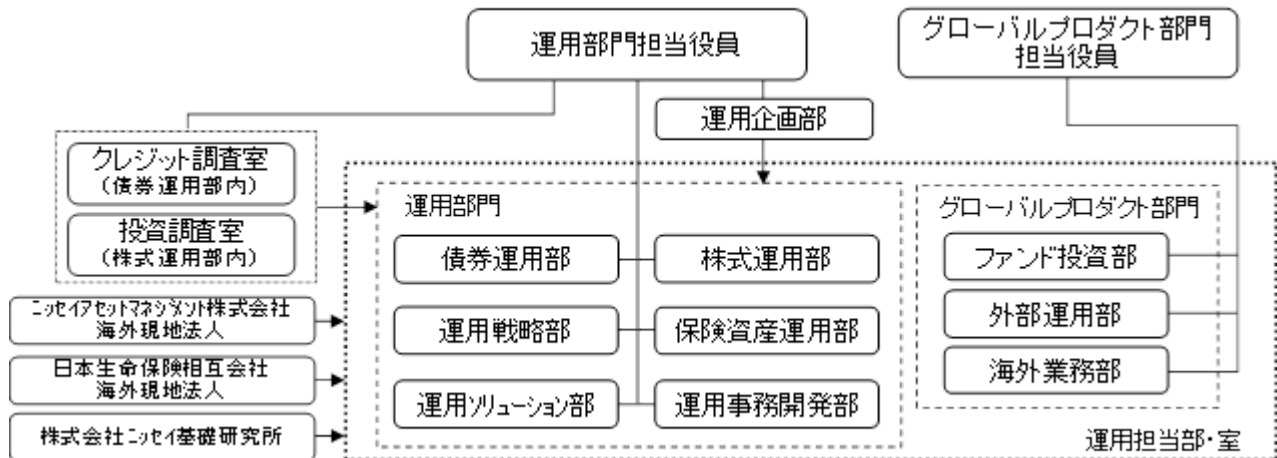 運用部門担当役員
グローバルプロダクト部門
担当役員
運用企画部
クレジット調査室
(債券運用部内)
投資調査室
(株式運用部内)
運用部門
グローバルプロダクト部門
債券運用部
株式運用部
ファンド投資部
ニッセイアセットマネジメント株式会社
海外現地法人
運用戦略部
保険資産運用部
外部運用部
日本生命保険相互会社
海外現地法人
海外業務部
運用ソリューション部
運用事務開発部
株式会社ニッセイ基礎研究所
運用担当部・室